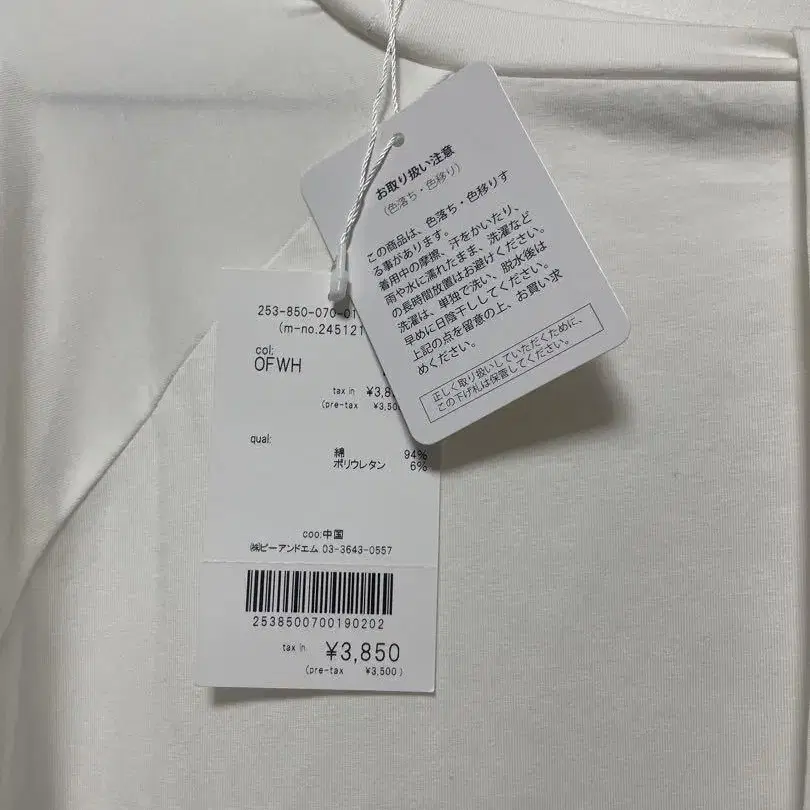 お取り扱い注意
(色落ち・色移り)
この商品は、色落ち・色移りす
る事があります。
着用中の摩擦、汗をかいたり、
雨や水に濡れたまま、洗濯など
の長時間放置はお避けください。
洗濯は、単独で洗い、脱水後は
早めに日陰干ししてください。
上記の点を留意の上、お買い求
めください。
正しく取り扱いしていただくために、
この下げ札は保管してください。
253-850-070-01
(m-no.245121
col:
OFWH
tax in ¥3,8
(pre-tax ¥3,50
qual:
綿 94%
ポリウレタン 6%
coo:中国
㈱ピーアンドエム 03-3643-0557
2538500700190202
tax in ¥3,850
(pre-tax ¥3,500)